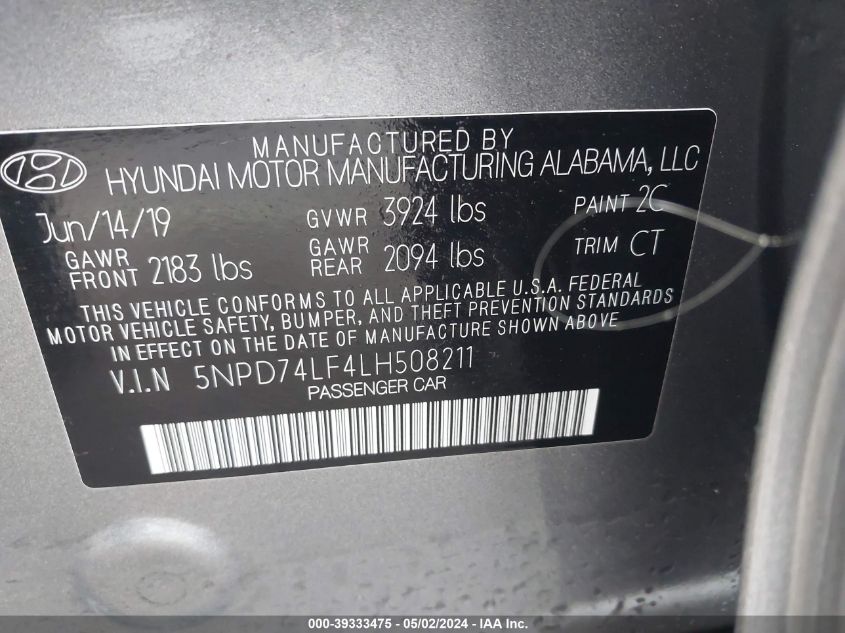 MANUFACTURED BY
HYUNDAI MOTOR MANUFACTURING ALABAMA, LLC
Jun/14/19 GVWR 3924 lbs PAINT 2C
GAWR FRONT 2183 lbs GAWR REAR 2094 lbs TRIM CT
THIS VEHICLE CONFORMS TO ALL APPLICABLE U.S.A. FEDERAL
MOTOR VEHICLE SAFETY, BUMPER, AND THEFT PREVENTION STANDARDS
IN EFFECT ON THE DATE OF MANUFACTURE SHOWN ABOVE
V.I.N 5NPD74LF4LH508211
PASSENGER CAR
000-39333475 - 05/02/2024 - IAA Inc.